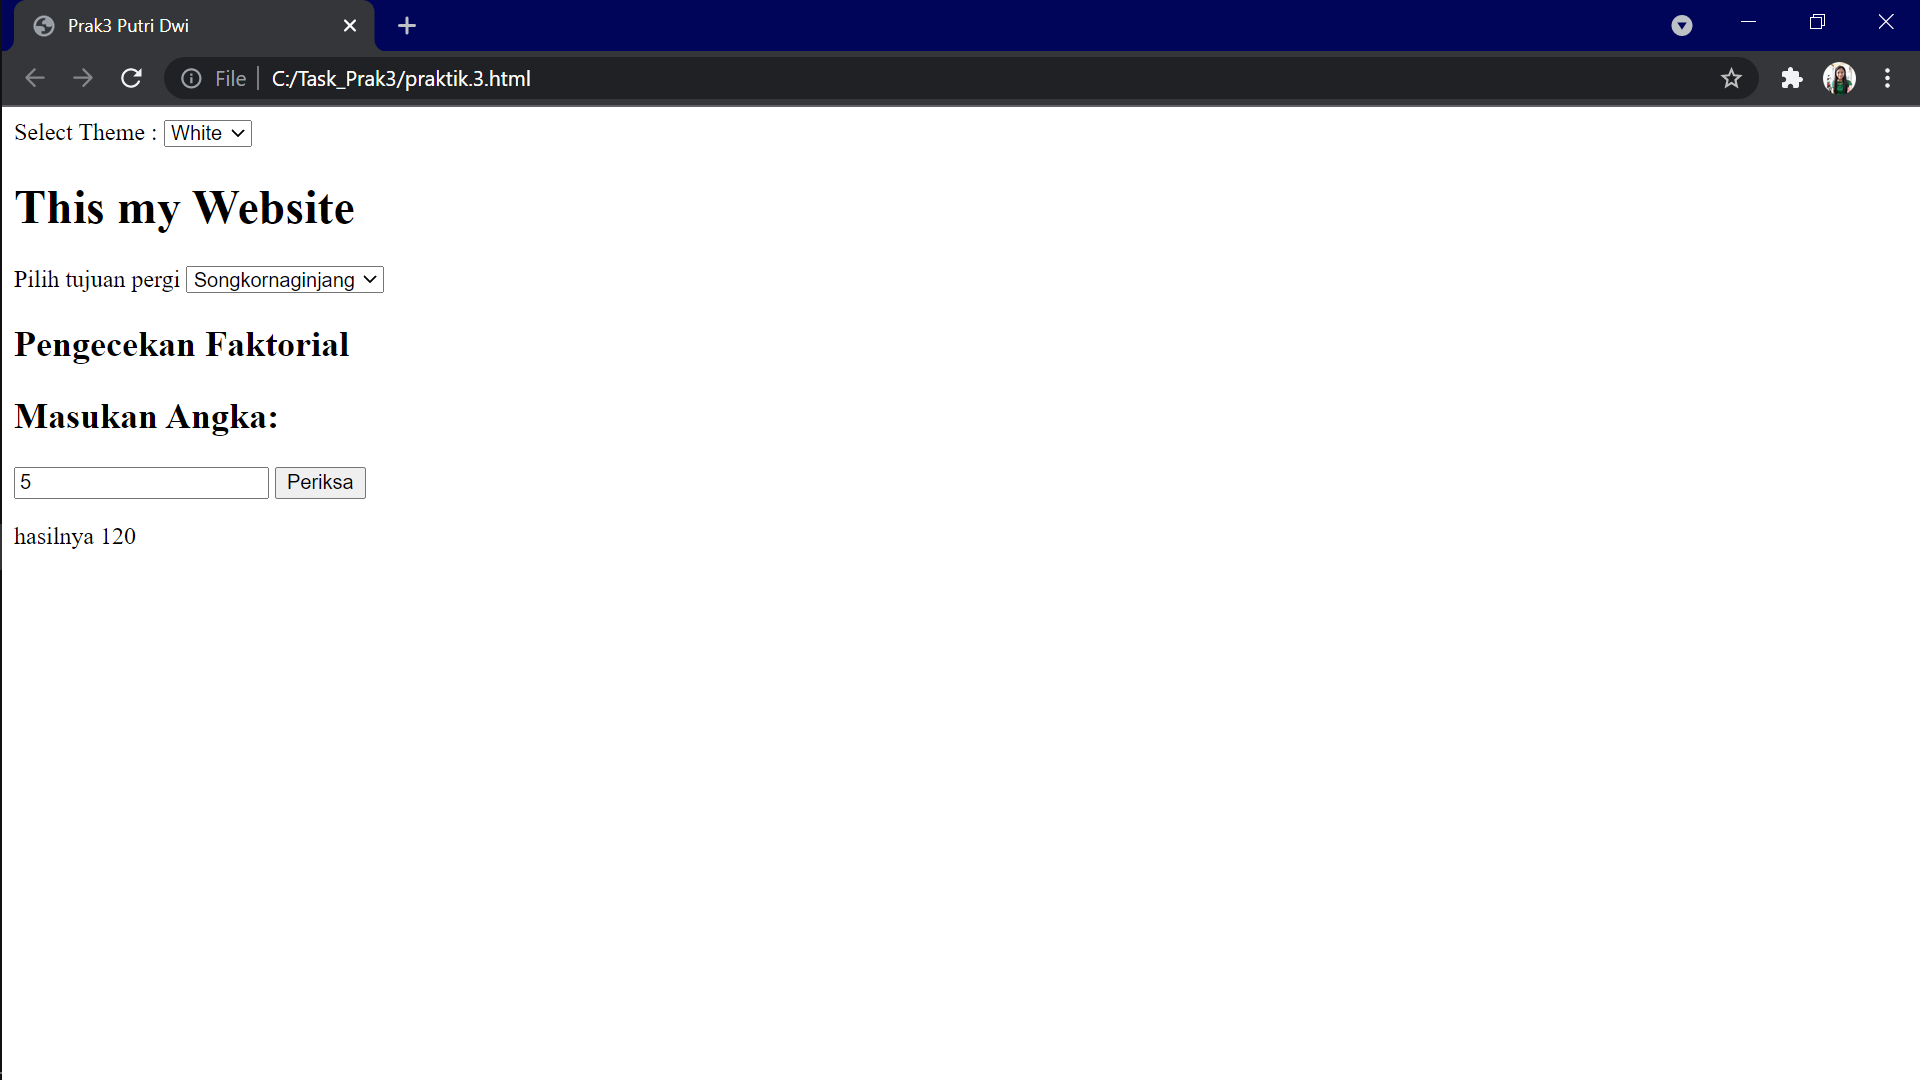 Prak3 Putri Dwi
File C:/Task_Prak3/praktik.3.html
Select Theme : White
This my Website
Pilih tujuan pergi Songkornaginjang
Pengecekan Faktorial
Masukan Angka:
5 Periksa
hasilnya 120